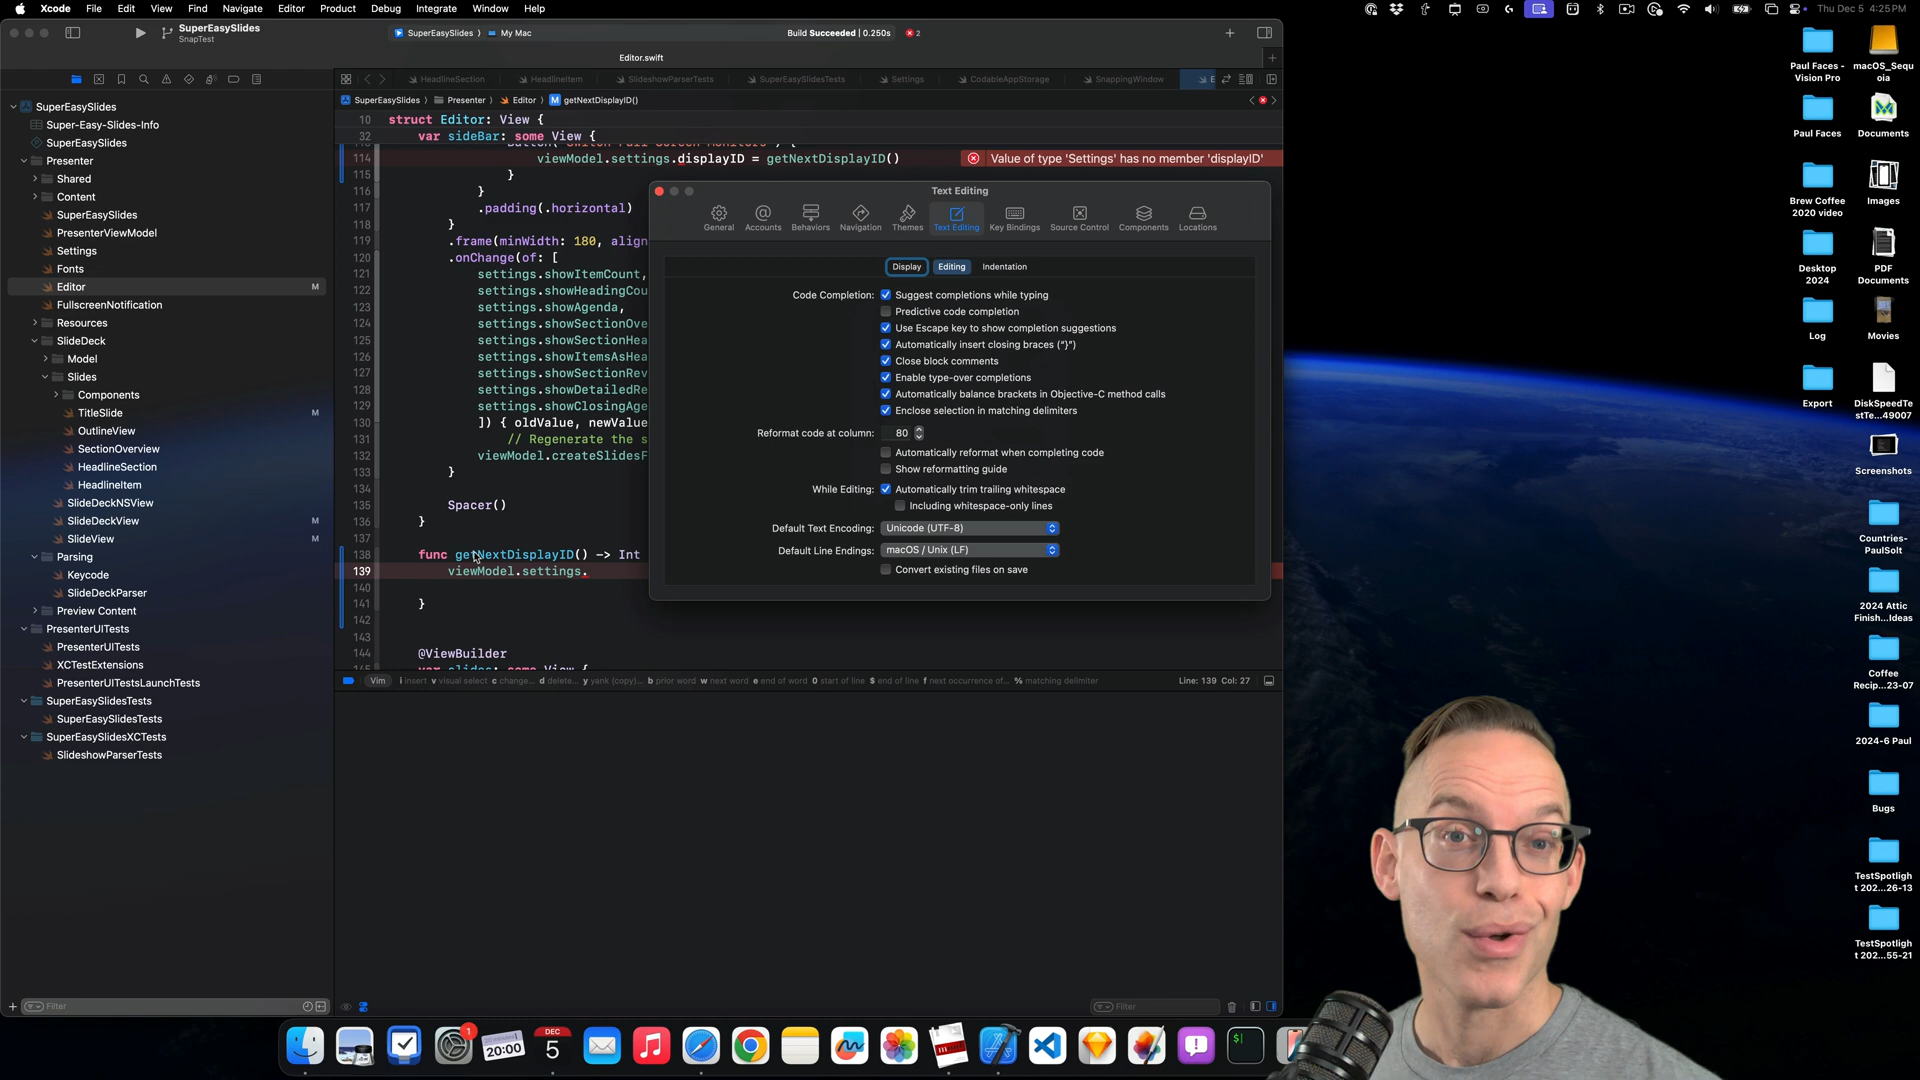 Xcode File Edit View Find Navigate Editor Product Debug Integrate Window Help
Thu Dec 5 4:25 PM
SuperEasySlides
SnapTest
SuperEasySlides 〉 My Mac
Build Succeeded | 0.250s
2
Editor.swift
HeadlineSection HeadlineItem SlideshowParserTests SuperEasySlidesTests Settings CodableAppStorage SnappingWindow E
SuperEasySlides 〉 Presenter 〉 Editor 〉 M getNextDisplayID()
SuperEasySlides
Super-Easy-Slides-Info
SuperEasySlides
Presenter
Shared
Content
SuperEasySlides
PresenterViewModel
Settings
Fonts
Editor M
FullscreenNotification
Resources
SlideDeck
Model
Slides
Components
TitleSlide M
OutlineView
SectionOverview
HeadlineSection
HeadlineItem
SlideDeckNSView
SlideDeckView M
SlideView M
Parsing
Keycode
SlideDeckParser
Preview Content
PresenterUITests
PresenterUITests
XCTestExtensions
PresenterUITestsLaunchTests
SuperEasySlidesTests
SuperEasySlidesTests
SuperEasySlidesXCTests
SlideshowParserTests
Filter
10 struct Editor: View {
32 var sideBar: some View {
114 viewModel.settings.displayID = getNextDisplayID()
Value of type 'Settings' has no member 'displayID'
115 }
116 }
117 .padding(.horizontal)
118 }
119 .frame(minWidth: 180, align
120 .onChange(of: [
121 settings.showItemCount,
122 settings.showHeadingCou
123 settings.showAgenda,
124 settings.showSectionOve
125 settings.showSectionHea
126 settings.showItemsAsHea
127 settings.showSectionRev
128 settings.showDetailedRe
129 settings.showClosingAge
130 ]) { oldValue, newValue
131 // Regenerate the s
132 viewModel.createSlidesF
133 }
134
135 Spacer()
136 }
137
138 func getNextDisplayID() -> Int
139 viewModel.settings.
140
141 }
142
143
144 @ViewBuilder
145 var slides: some View {
Vim i insert v visual select c change... d delete... y yank (copy)... b prior word w next word e end of word 0 start of line $ end of line f next occurrence of... % matching delimiter
Line: 139 Col: 27
Filter
Text Editing
General Accounts Behaviors Navigation Themes Text Editing Key Bindings Source Control Components Locations
Display Editing Indentation
Code Completion: Suggest completions while typing
Predictive code completion
Use Escape key to show completion suggestions
Automatically insert closing braces ("}")
Close block comments
Enable type-over completions
Automatically balance brackets in Objective-C method calls
Enclose selection in matching delimiters
Reformat code at column: 80
Automatically reformat when completing code
Show reformatting guide
While Editing: Automatically trim trailing whitespace
Including whitespace-only lines
Default Text Encoding: Unicode (UTF-8)
Default Line Endings: macOS / Unix (LF)
Convert existing files on save
Paul Faces -
Vision Pro
macOS_Sequ
oia
Paul Faces
Documents
Brew Coffee
2020 video
Images
Desktop
2024
PDF
Documents
Log
Movies
Export
DiskSpeedTe
stTe...49007
Screenshots
Countries-
PaulSolt
2024 Attic
Finish...Ideas
Coffee
Recip...23-07
2024-6 Paul
Bugs
TestSpotligh
t 202...26-13
TestSpotligh
t 202...55-21
1
20:00
DEC
5
$